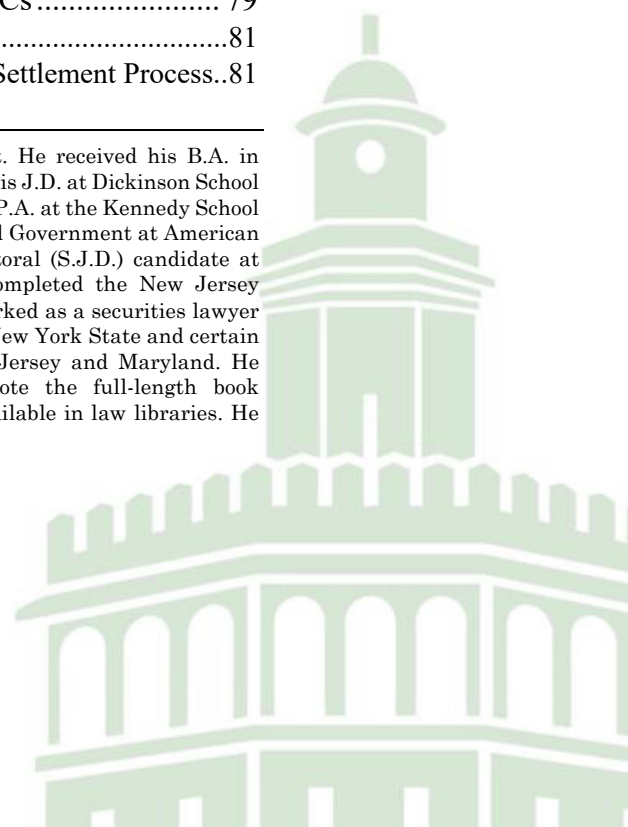 Cs....................... 79
..............................81
Settlement Process..81
. He received his B.A. in
is J.D. at Dickinson School
P.A. at the Kennedy School
l Government at American
toral (S.J.D.) candidate at
ompleted the New Jersey
rked as a securities lawyer
New York State and certain
Jersey and Maryland. He
ote the full-length book
ilable in law libraries. He